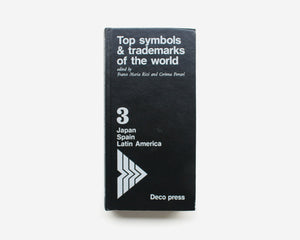 Top symbols
& trademarks
of the world
edited by
Franco Maria Ricci and Corinna Ferrari
3
Japan
Spain
Latin America
Deco press